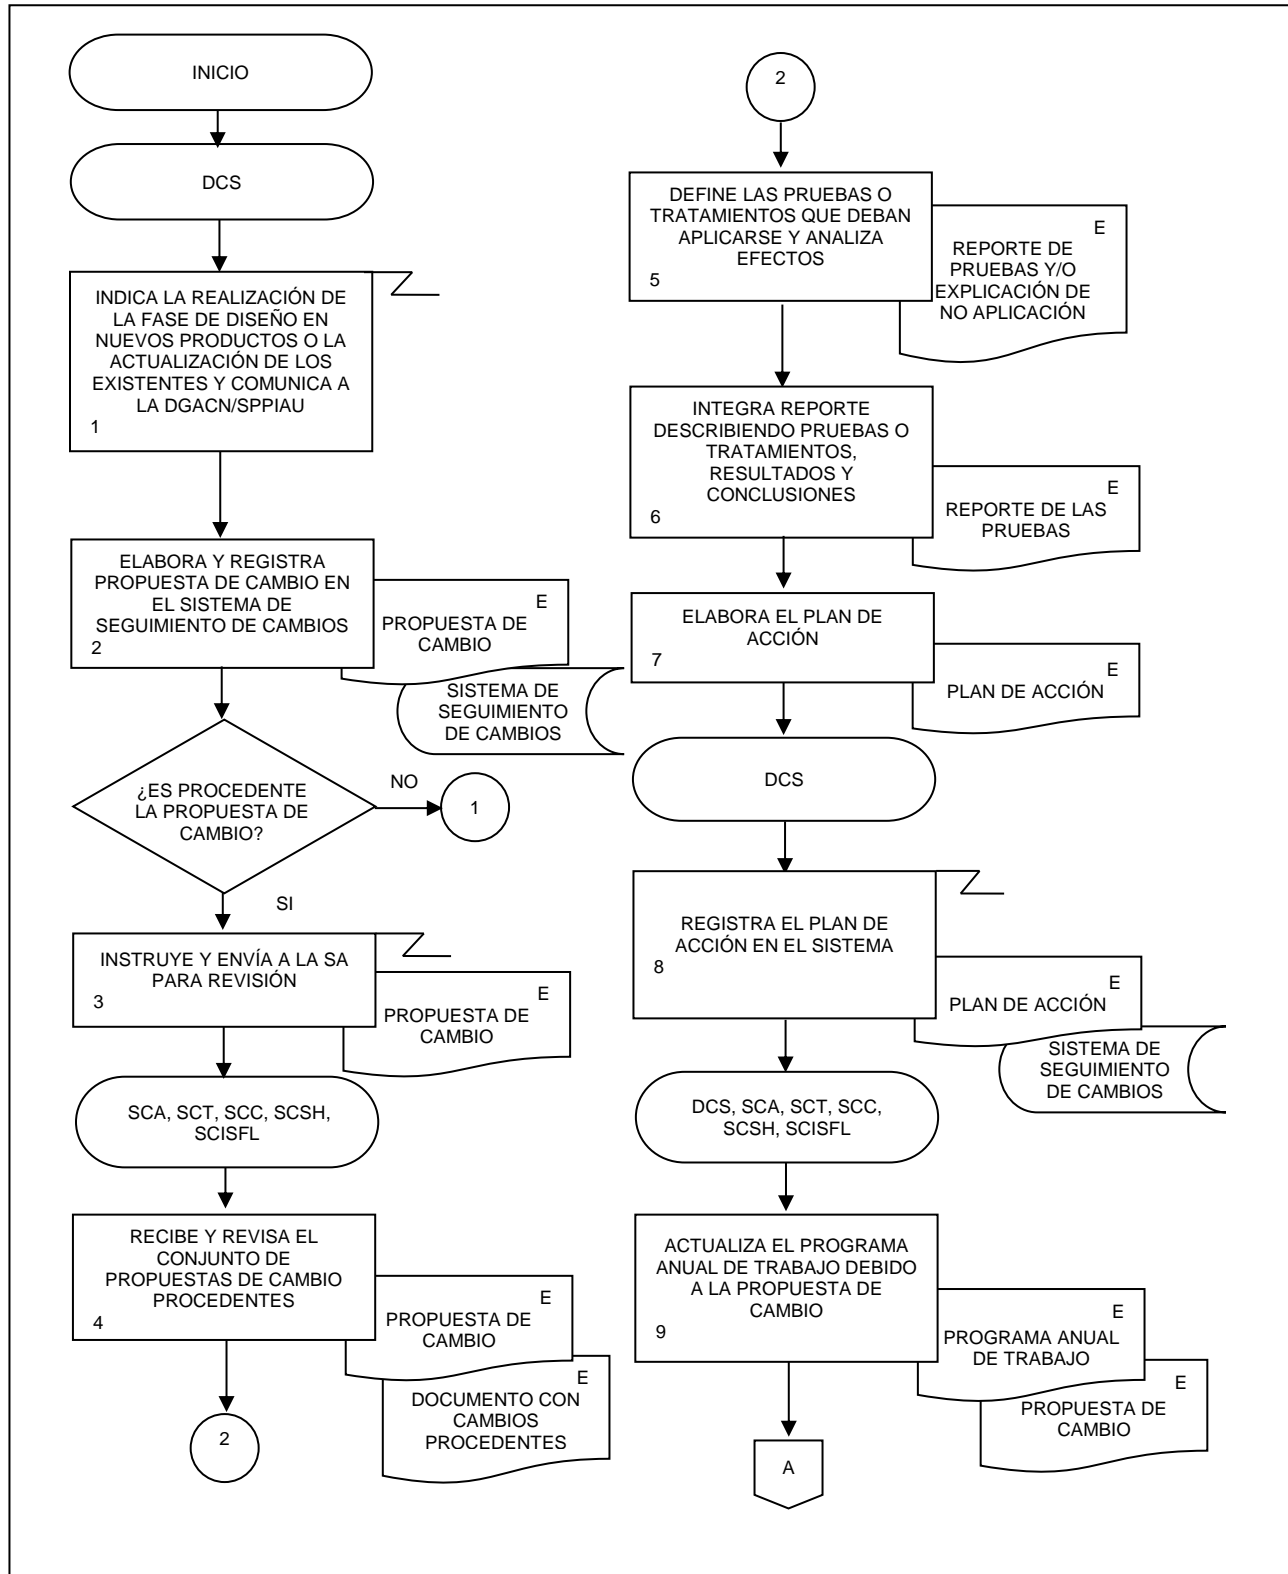 INICIO
DCS
INDICA LA REALIZACIÓN DE
LA FASE DE DISEÑO EN
NUEVOS PRODUCTOS O LA
ACTUALIZACIÓN DE LOS
EXISTENTES Y COMUNICA A
LA DGACN/SPPIAU
1
ELABORA Y REGISTRA
PROPUESTA DE CAMBIO EN
EL SISTEMA DE
SEGUIMIENTO DE CAMBIOS
2
E
PROPUESTA DE
CAMBIO
SISTEMA DE
SEGUIMIENTO
DE CAMBIOS
¿ES PROCEDENTE
LA PROPUESTA DE
CAMBIO?
NO
1
SI
INSTRUYE Y ENVÍA A LA SA
PARA REVISIÓN
3
E
PROPUESTA DE
CAMBIO
SCA, SCT, SCC, SCSH,
SCISFL
RECIBE Y REVISA EL
CONJUNTO DE
PROPUESTAS DE CAMBIO
PROCEDENTES
4
E
PROPUESTA DE
CAMBIO
E
DOCUMENTO CON
CAMBIOS
PROCEDENTES
2
2
DEFINE LAS PRUEBAS O
TRATAMIENTOS QUE DEBAN
APLICARSE Y ANALIZA
EFECTOS
5
E
REPORTE DE
PRUEBAS Y/O
EXPLICACIÓN DE
NO APLICACIÓN
INTEGRA REPORTE
DESCRIBIENDO PRUEBAS O
TRATAMIENTOS,
RESULTADOS Y
CONCLUSIONES
6
E
REPORTE DE LAS
PRUEBAS
ELABORA EL PLAN DE
ACCIÓN
7
E
PLAN DE ACCIÓN
DCS
REGISTRA EL PLAN DE
ACCIÓN EN EL SISTEMA
8
E
PLAN DE ACCIÓN
SISTEMA DE
SEGUIMIENTO
DE CAMBIOS
DCS, SCA, SCT, SCC,
SCSH, SCISFL
ACTUALIZA EL PROGRAMA
ANUAL DE TRABAJO DEBIDO
A LA PROPUESTA DE
CAMBIO
9
E
PROGRAMA ANUAL
DE TRABAJO
E
PROPUESTA DE
CAMBIO
A